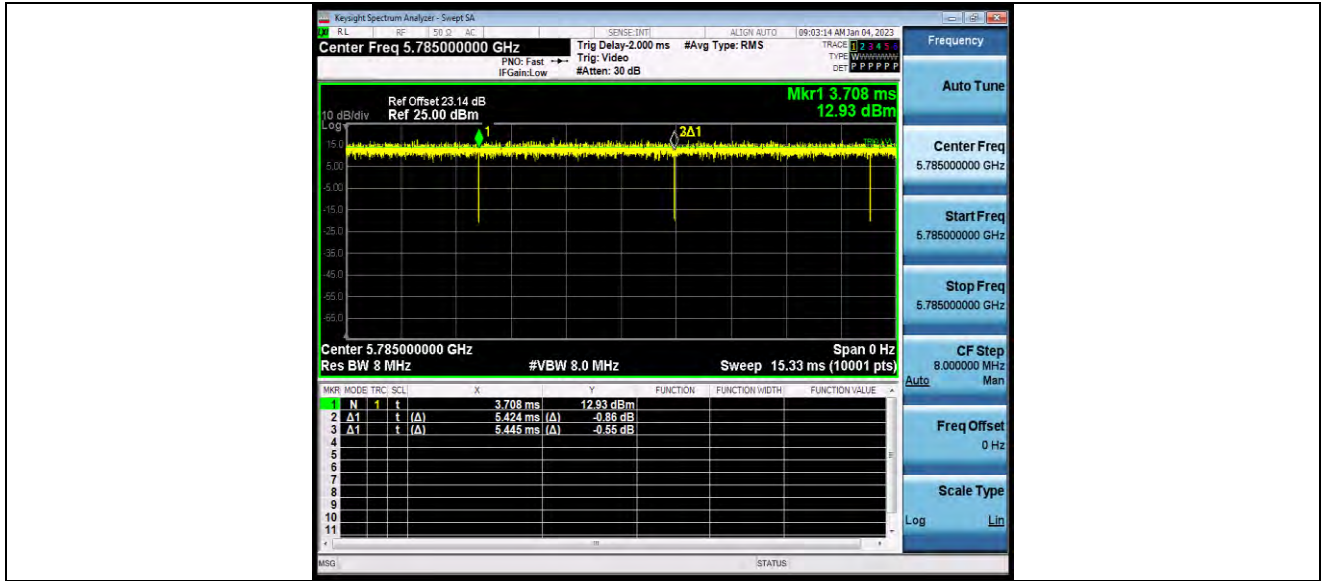 Keysight Spectrum Analyzer - Swept SA
RL RF 50 Ω AC SENSE:INT ALIGN AUTO 09:03:14 AM Jan 04, 2023
Center Freq 5.785000000 GHz Trig Delay-2.000 ms #Avg Type: RMS TRACE 1 2 3 4 5 6
PNO: Fast Trig: Video TYPE WWWWWW
IFGain:Low #Atten: 30 dB DET P P P P P P
Mkr1 3.708 ms
Ref Offset 23.14 dB 12.93 dBm
10 dB/div Ref 25.00 dBm
Log
1 3Δ1
15.0
5.00
-5.00
-15.0
-25.0
-35.0
-45.0
-55.0
-65.0
Center 5.785000000 GHz Span 0 Hz
Res BW 8 MHz #VBW 8.0 MHz Sweep 15.33 ms (10001 pts)
MKR MODE TRC SCL X Y FUNCTION FUNCTION WIDTH FUNCTION VALUE
1 N 1 t 3.708 ms 12.93 dBm
2 Δ1 t (Δ) 5.424 ms (Δ) -0.86 dB
3 Δ1 t (Δ) 5.445 ms (Δ) -0.55 dB
4
5
6
7
8
9
10
11
MSG STATUS
Frequency
Auto Tune
Center Freq
5.785000000 GHz
Start Freq
5.785000000 GHz
Stop Freq
5.785000000 GHz
CF Step
8.000000 MHz
Auto Man
Freq Offset
0 Hz
Scale Type
Log Lin